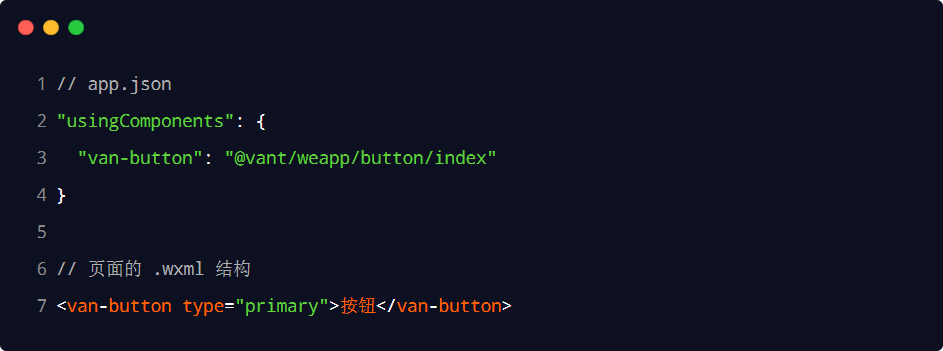 1 // app.json
2 "usingComponents": {
3   "van-button": "@vant/weapp/button/index"
4 }
5
6 // 页面的 .wxml 结构
7 <van-button type="primary">按钮</van-button>